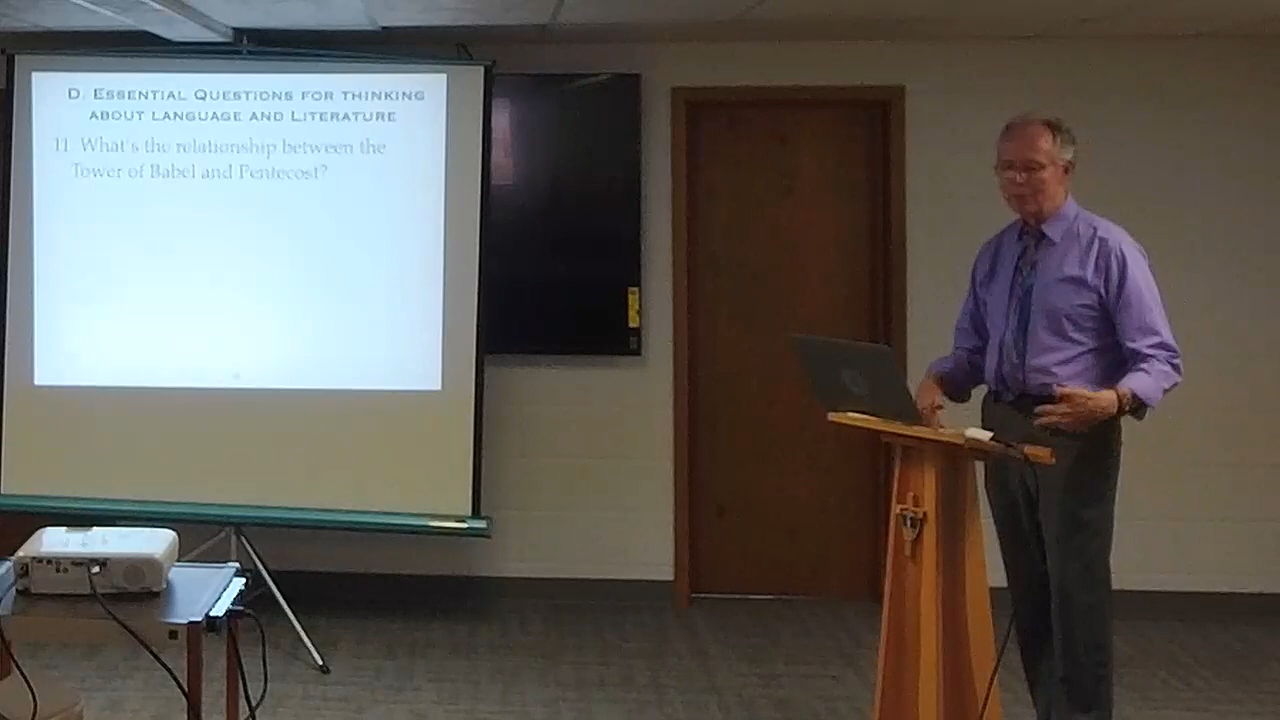 D. Essential Questions for thinking
about language and Literature
11. What's the relationship between the
Tower of Babel and Pentecost?